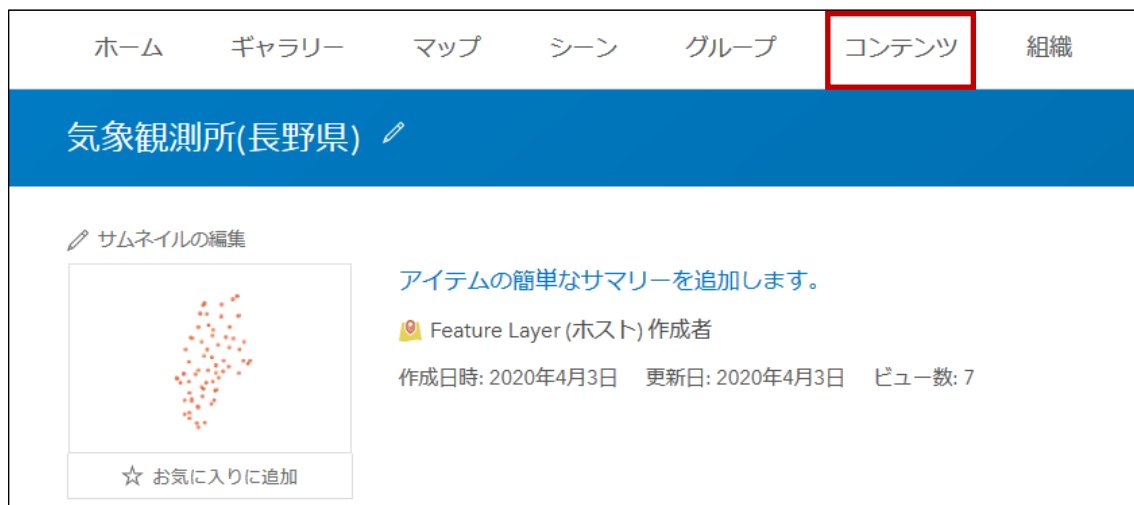 ホーム ギャラリー マップ シーン グループ コンテンツ 組織
気象観測所(長野県)
サムネイルの編集
アイテムの簡単なサマリーを追加します。
Feature Layer (ホスト) 作成者
作成日時: 2020年4月3日 更新日: 2020年4月3日 ビュー数: 7
☆ お気に入りに追加